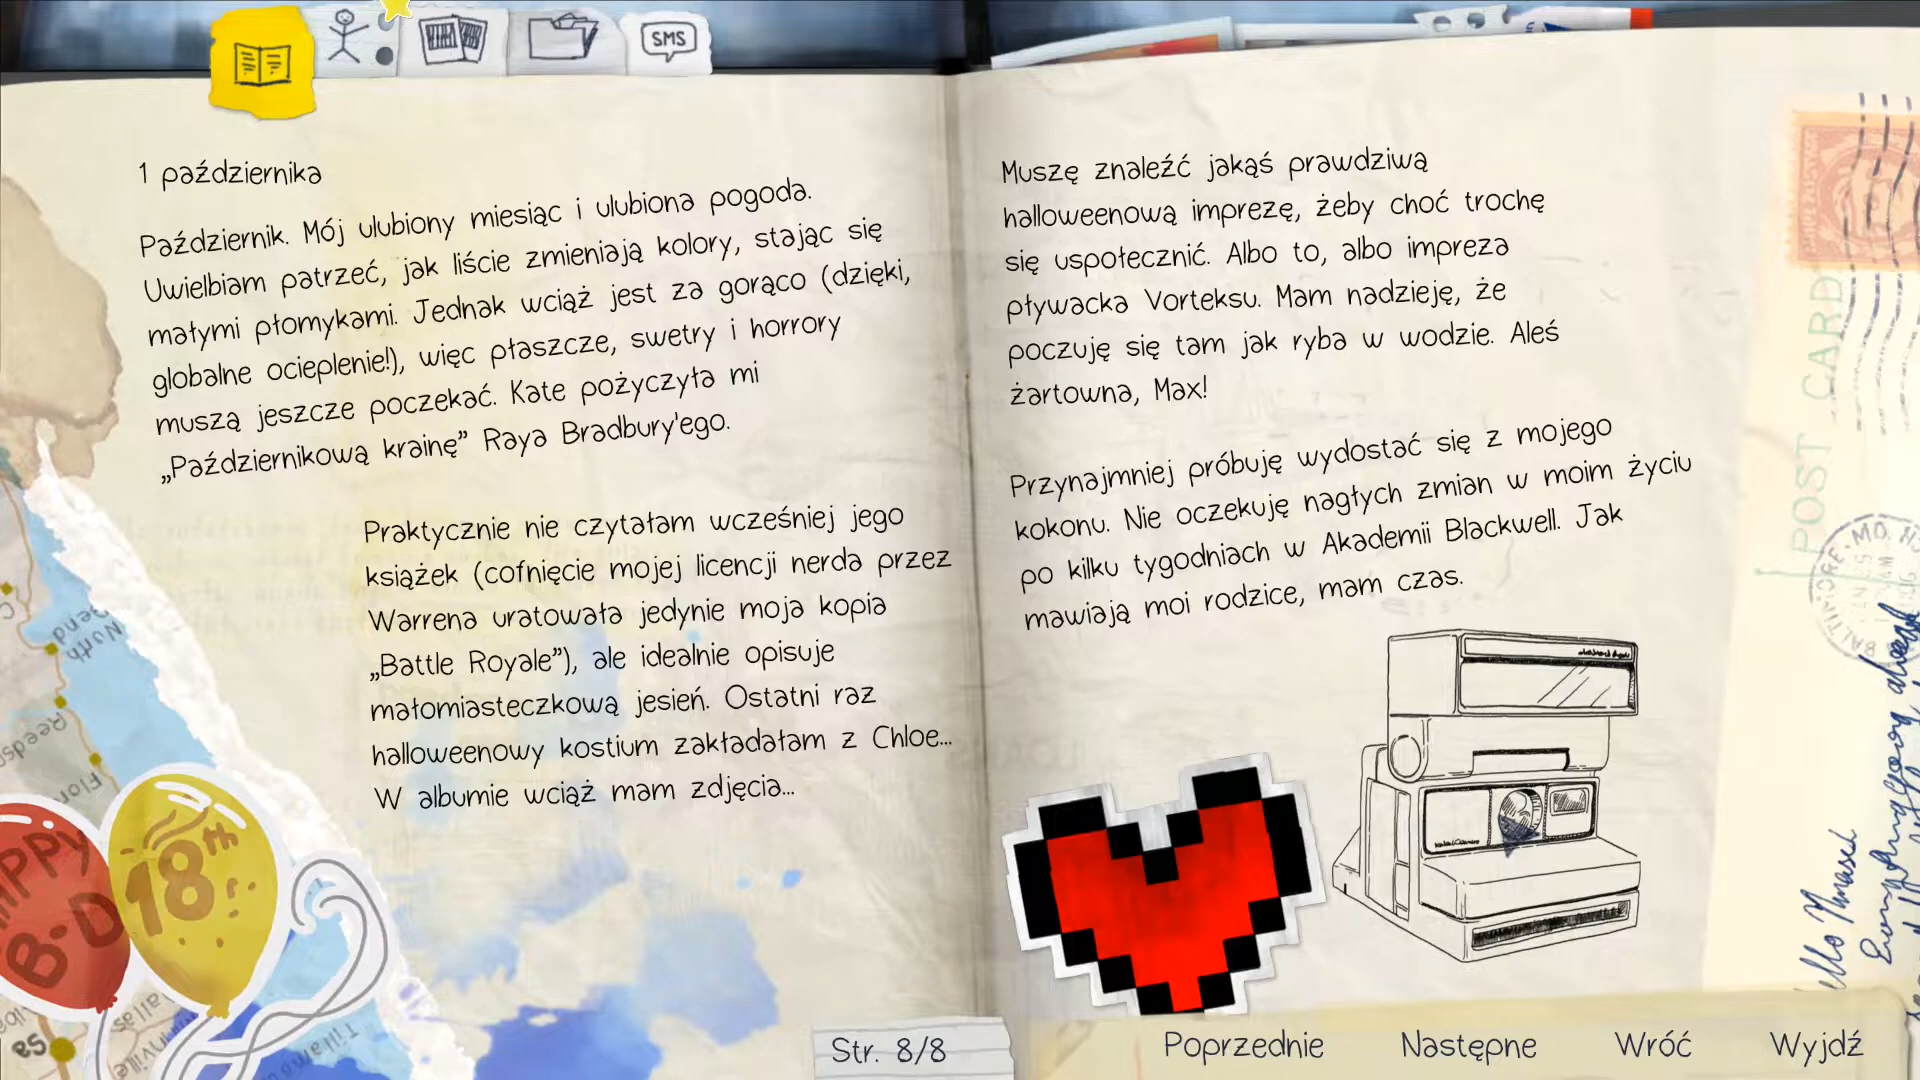 SMS
1 października
Październik. Mój ulubiony miesiąc i ulubiona pogoda.
Uwielbiam patrzeć, jak liście zmieniają kolory, stając się
małymi płomykami. Jednak wciąż jest za gorąco (dzięki,
globalne ocieplenie!), więc płaszcze, swetry i horrory
muszą jeszcze poczekać. Kate pożyczyła mi
„Październikową krainę” Raya Bradbury'ego.
Praktycznie nie czytałam wcześniej jego
książek (cofnięcie mojej licencji nerda przez
Warrena uratowała jedynie moja kopia
„Battle Royale”), ale idealnie opisuje
małomiasteczkową jesień. Ostatni raz
halloweenowy kostium zakładałam z Chloe...
W albumie wciąż mam zdjęcia...
Muszę znaleźć jakąś prawdziwą
halloweenową imprezę, żeby choć trochę
się uspołecznić. Albo to, albo impreza
pływacka Vorteksu. Mam nadzieję, że
poczuję się tam jak ryba w wodzie. Aleś
żartowna, Max!
Przynajmniej próbuję wydostać się z mojego
kokonu. Nie oczekuję nagłych zmian w moim życiu
po kilku tygodniach w Akademii Blackwell. Jak
mawiają moi rodzice, mam czas.
POST CARD
North
Bend
B-D
18th
Str. 8/8
Poprzednie
Następne
Wróć
Wyjdź